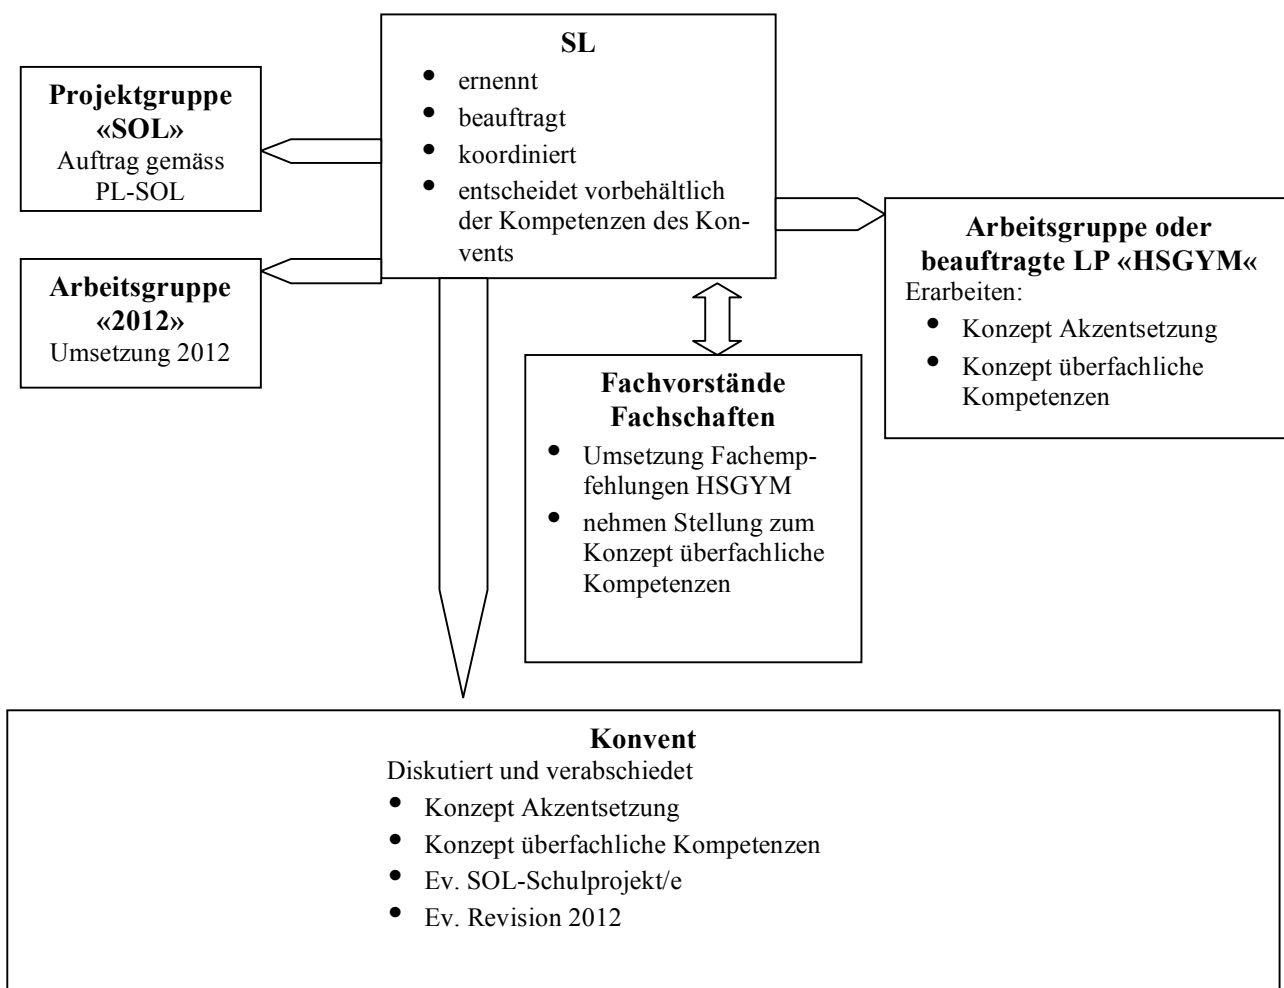 SL
• ernennt
• beauftragt
• koordiniert
• entscheidet vorbehältlich
der Kompetenzen des Kon-
vents
Projektgruppe
«SOL»
Auftrag gemäss
PL-SOL
Arbeitsgruppe
«2012»
Umsetzung 2012
Arbeitsgruppe oder
beauftragte LP «HSGYM«
Erarbeiten:
• Konzept Akzentsetzung
• Konzept überfachliche
Kompetenzen
Fachvorstände
Fachschaften
• Umsetzung Fachemp-
fehlungen HSGYM
• nehmen Stellung zum
Konzept überfachliche
Kompetenzen
Konvent
Diskutiert und verabschiedet
• Konzept Akzentsetzung
• Konzept überfachliche Kompetenzen
• Ev. SOL-Schulprojekt/e
• Ev. Revision 2012